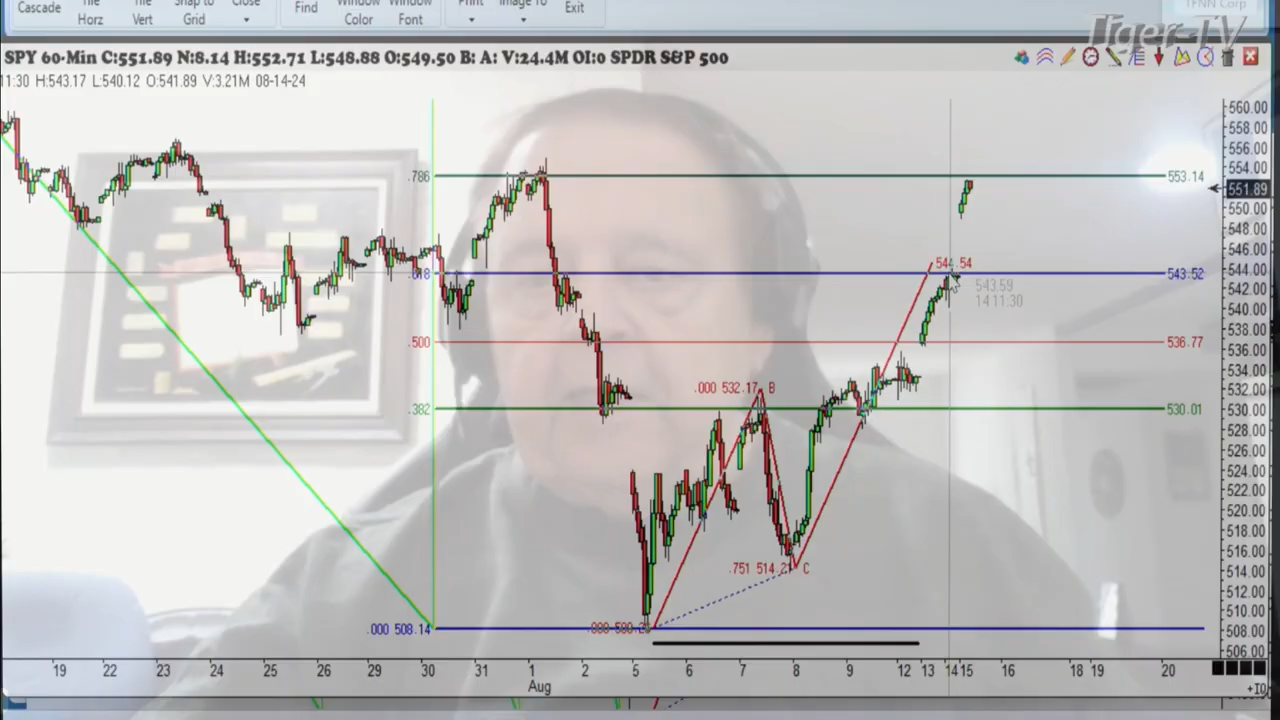 Cascade
Tile
Horz
Tile
Vert
Snap to
Grid
Close
Find
Window
Color
Window
Font
Print
Image To
Exit
TFNN Corp
Tiger-TV
SPY 60-Min C:551.89 N:8.14 H:552.71 L:548.88 O:549.50 B: A: V:24.4M OI:0 SPDR S&P 500
11:30 H:543.17 L:540.12 O:541.89 V:3.21M 08-14-24
560.00
558.00
556.00
554.00
.786
553.14
551.89
550.00
548.00
546.00
544.54
544.00
.618
543.52
543.59
14 11:30
542.00
540.00
538.00
.500
536.77
536.00
534.00
532.00
.000 532.17 B
.382
530.01
530.00
528.00
526.00
524.00
522.00
520.00
518.00
516.00
.751 514.21 C
514.00
512.00
510.00
.000 508.14
508.00
506.00
19 22 23 24 25 26 29 30 31 1 2 5 6 7 8 9 12 13 14 15 16 18 19 20
Aug